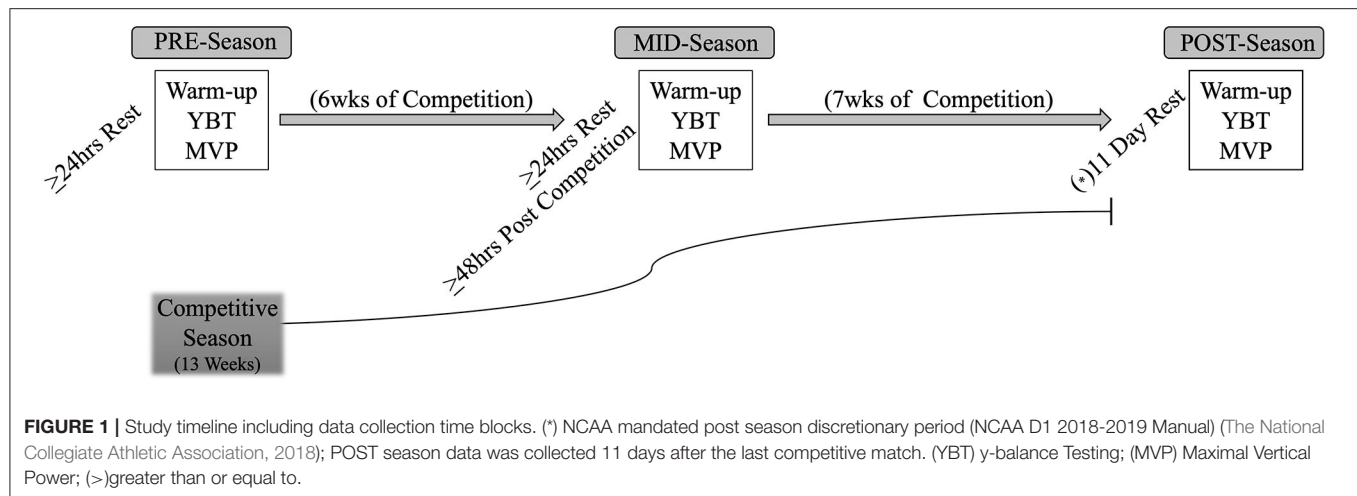 PRE-Season
MID-Season
POST-Season
≥24hrs Rest
Warm-up
YBT
MVP
(6wks of Competition)
≥24hrs Rest
≥48hrs Post Competition
Warm-up
YBT
MVP
(7wks of Competition)
(*)11 Day Rest
Warm-up
YBT
MVP
Competitive
Season
(13 Weeks)
FIGURE 1 | Study timeline including data collection time blocks. (*) NCAA mandated post season discretionary period (NCAA D1 2018-2019 Manual) (The National
Collegiate Athletic Association, 2018); POST season data was collected 11 days after the last competitive match. (YBT) y-balance Testing; (MVP) Maximal Vertical
Power; (>)greater than or equal to.